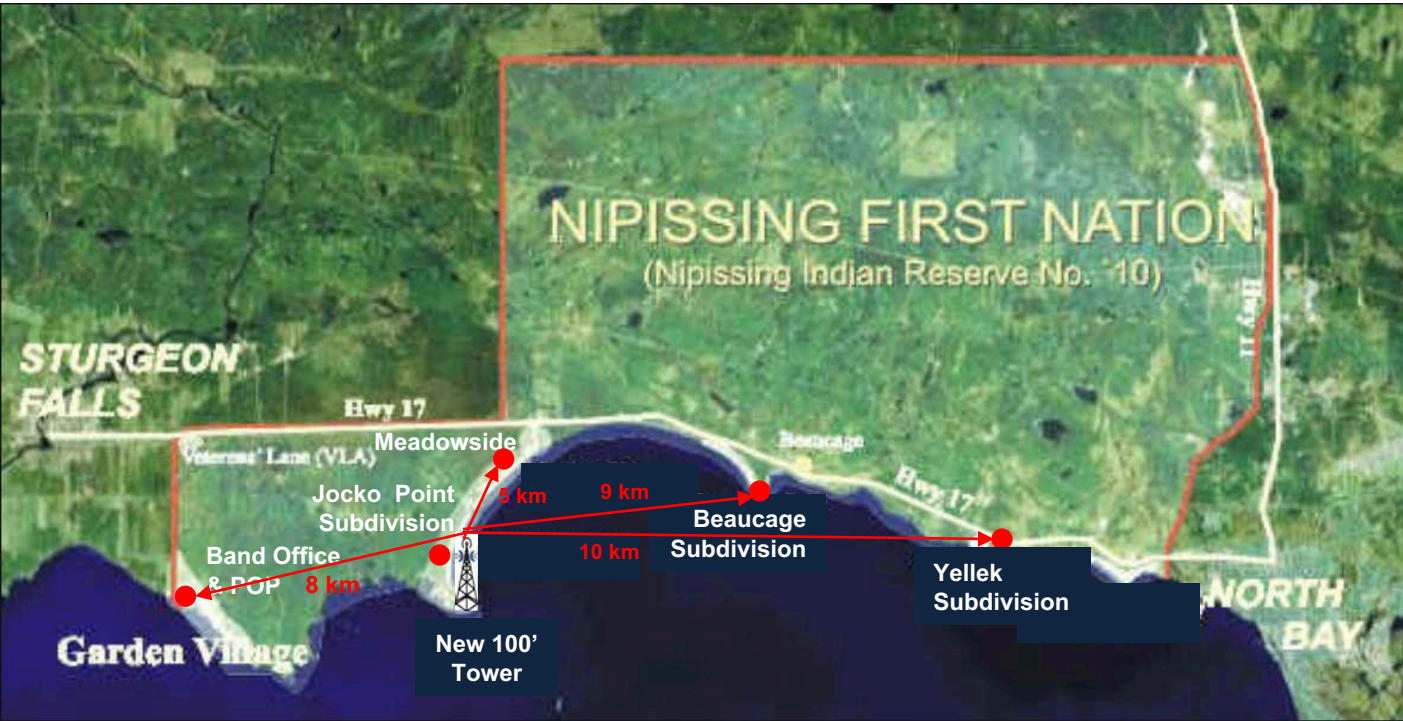 NIPISSING FIRST NATION
(Nipissing Indian Reserve No. 10)
Hwy 11
STURGEON
FALLS
Hwy 17
Meadowside
Veterans' Lane (VLA)
Beaucage
Hwy 17
Jocko Point
Subdivision
5 km
9 km
Beaucage
Subdivision
Band Office
& POP
8 km
10 km
Yellek
Subdivision
NORTH
BAY
Garden Village
New 100’
Tower